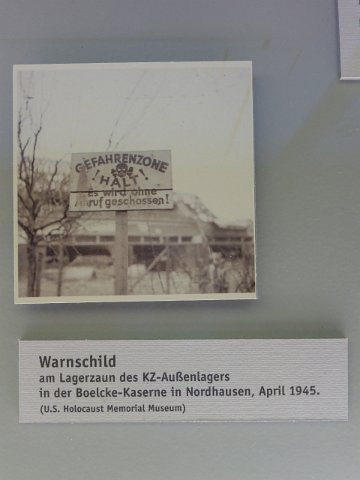 GEFAHRENZONE
! HALT !
Es wird ohne
Anruf geschossen!
Warnschild
am Lagerzaun des KZ-Außenlagers
in der Boelcke-Kaserne in Nordhausen, April 1945.
(U.S. Holocaust Memorial Museum)